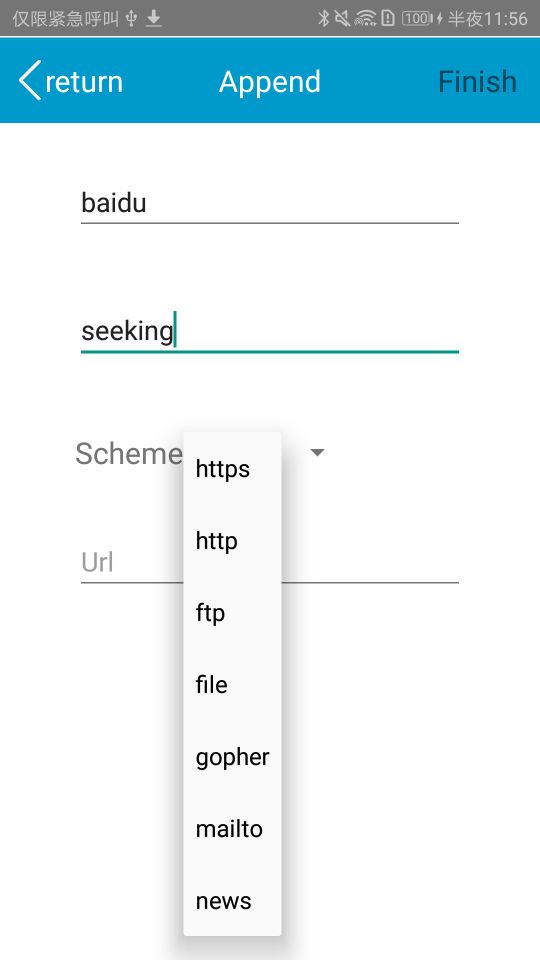 仅限紧急呼叫 100 半夜11:56
return Append Finish
baidu
seeking
Scheme
https
http
Url
ftp
file
gopher
mailto
news